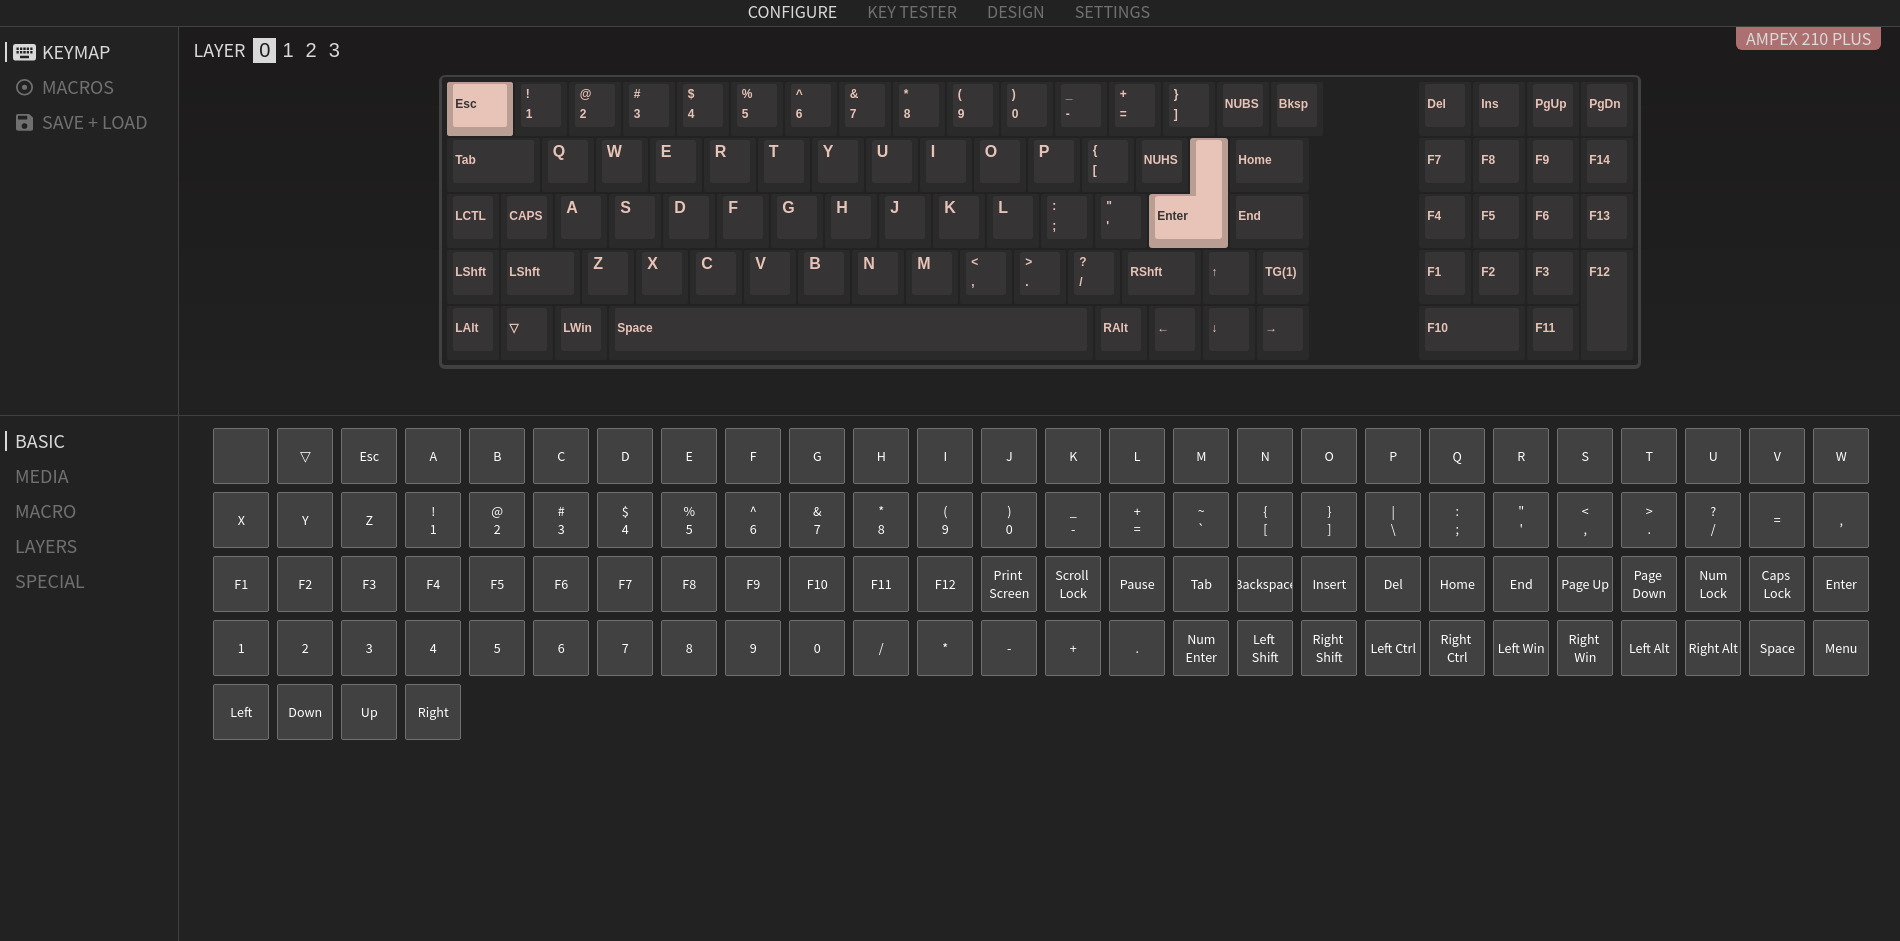 CONFIGURE KEY TESTER DESIGN SETTINGS
KEYMAP
MACROS
SAVE + LOAD
LAYER 0 1 2 3
AMPEX 210 PLUS
Esc ! 1 @ 2 # 3 $ 4 % 5 ^ 6 & 7 * 8 ( 9 ) 0 _ - + = } ] NUBS Bksp Del Ins PgUp PgDn
Tab Q W E R T Y U I O P { [ NUHS Home F7 F8 F9 F14
LCTL CAPS A S D F G H J K L : ; " ' Enter End F4 F5 F6 F13
LShft LShft Z X C V B N M < , > . ? / RShft ↑ TG(1) F1 F2 F3 F12
LAlt ▽ LWin Space RAlt ← ↓ → F10 F11
BASIC
MEDIA
MACRO
LAYERS
SPECIAL
▽ Esc A B C D E F G H I J K L M N O P Q R S T U V W
X Y Z ! 1 @ 2 # 3 $ 4 % 5 ^ 6 & 7 * 8 ( 9 ) 0 _ - + = ~ ` { [ } ] | \ : ; " ' < , > . ? / = ,
F1 F2 F3 F4 F5 F6 F7 F8 F9 F10 F11 F12 Print Screen Scroll Lock Pause Tab Backspace Insert Del Home End Page Up Page Down Num Lock Caps Lock Enter
1 2 3 4 5 6 7 8 9 0 / * - + . Num Enter Left Shift Right Shift Left Ctrl Right Ctrl Left Win Right Win Left Alt Right Alt Space Menu
Left Down Up Right